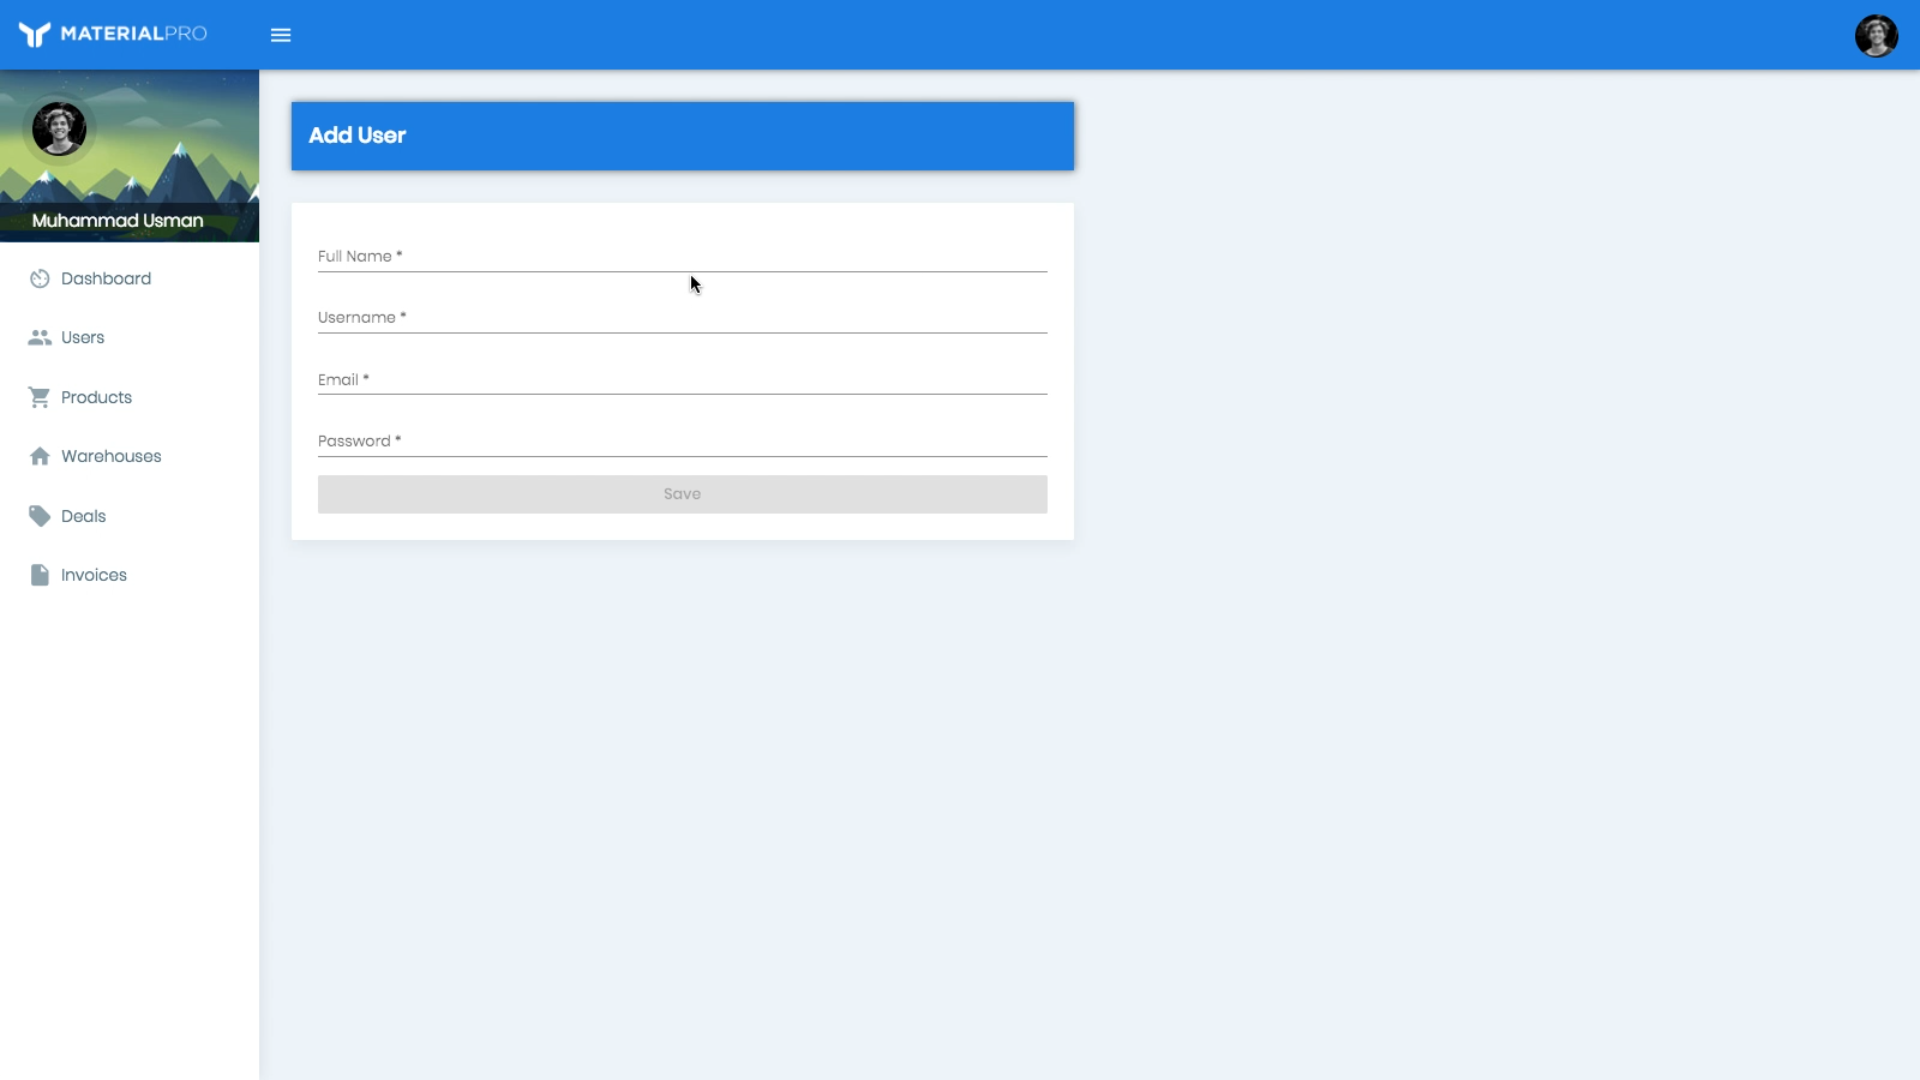 MATERIALPRO
Muhammad Usman
Dashboard
Users
Products
Warehouses
Deals
Invoices
Add User
Full Name *
Username *
Email *
Password *
Save